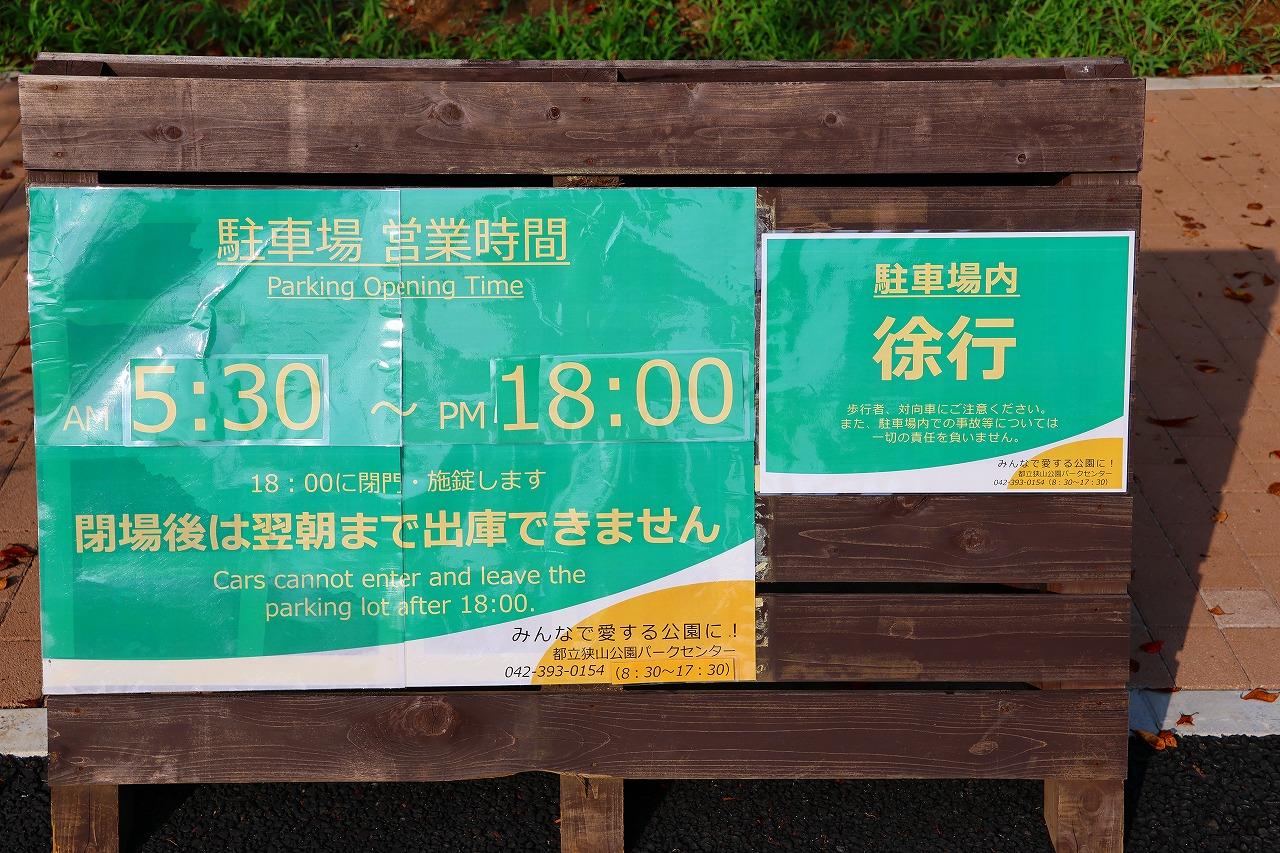 駐車場 営業時間
Parking Opening Time
AM 5:30 ～ PM 18:00
18：00に閉門・施錠します
閉場後は翌朝まで出庫できません
Cars cannot enter and leave the
parking lot after 18:00.
みんなで愛する公園に！
都立狭山公園パークセンター
042-393-0154（8：30～17：30）
駐車場内
徐行
歩行者、対向車にご注意ください。
また、駐車場内での事故等については
一切の責任を負いません。
みんなで愛する公園に！
都立狭山公園パークセンター
042-393-0154（8：30～17：30）